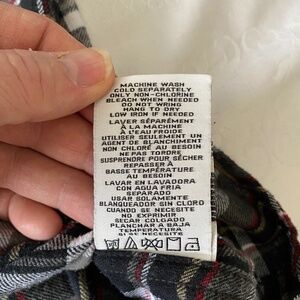 MACHINE WASH
COLD SEPARATELY
ONLY NON-CHLORINE
BLEACH WHEN NEEDED
DO NOT WRING
HANG TO DRY
LOW IRON IF NEEDED
LAVER SÉPARÉMENT
À LA MACHINE
À L'EAU FROIDE
UTILISER SEULEMENT UN
AGENT DE BLANCHIMENT
NON CHLORÉ AU BESOIN
NE PAS TORDRE
SUSPENDRE POUR SÉCHER
REPASSER À
BASSE TEMPÉRATURE
AU BESOIN
LAVAR EN LAVADORA
CON AGUA FRIA
SEPARADO
USAR SOLAMENTE
BLANQUEADOR SIN CLORO
CUANDO SE NECESITE
NO EXPRIMIR
SECAR COLGADO
PLANCHAR A BAJA
TEMPERATURA
SI SE NECESITE